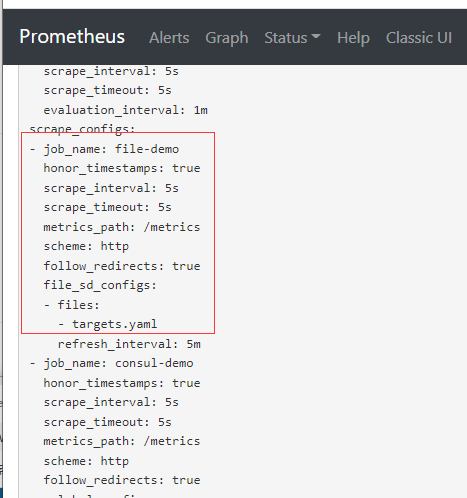 Prometheus Alerts Graph Status Help Classic UI
scrape_interval: 5s
scrape_timeout: 5s
evaluation_interval: 1m
scrape_configs:
- job_name: file-demo
honor_timestamps: true
scrape_interval: 5s
scrape_timeout: 5s
metrics_path: /metrics
scheme: http
follow_redirects: true
file_sd_configs:
- files:
- targets.yaml
refresh_interval: 5m
- job_name: consul-demo
honor_timestamps: true
scrape_interval: 5s
scrape_timeout: 5s
metrics_path: /metrics
scheme: http
follow_redirects: true